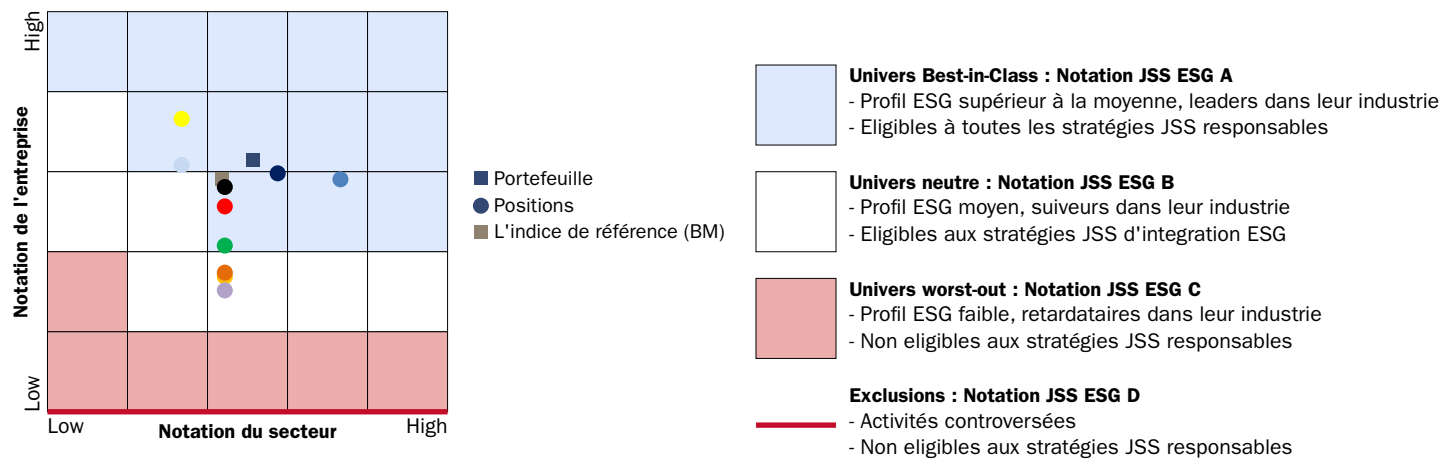 High
Notation de l'entreprise
Low
Low
Notation du secteur
High
Portefeuille
Positions
L'indice de référence (BM)
Univers Best-in-Class : Notation JSS ESG A
- Profil ESG supérieur à la moyenne, leaders dans leur industrie
- Eligibles à toutes les stratégies JSS responsables
Univers neutre : Notation JSS ESG B
- Profil ESG moyen, suiveurs dans leur industrie
- Eligibles aux stratégies JSS d'integration ESG
Univers worst-out : Notation JSS ESG C
- Profil ESG faible, retardataires dans leur industrie
- Non eligibles aux stratégies JSS responsables
Exclusions : Notation JSS ESG D
- Activités controversées
- Non eligibles aux stratégies JSS responsables